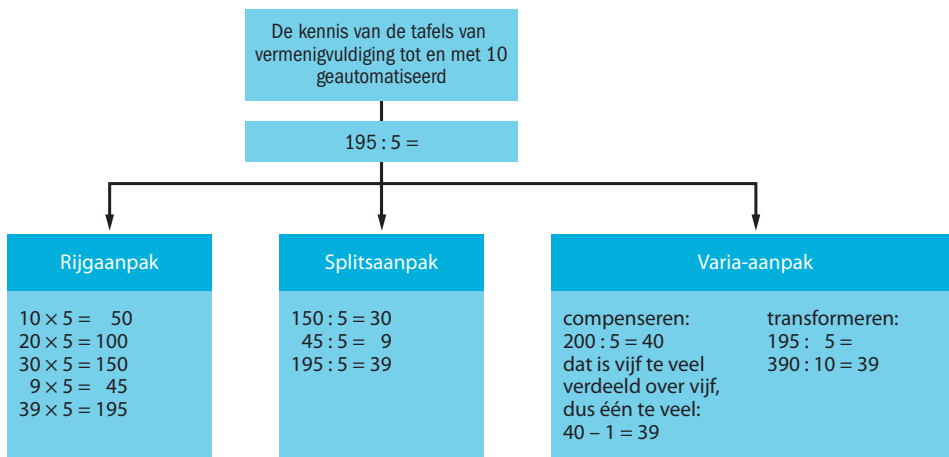 De kennis van de tafels van
vermenigvuldiging tot en met 10
geautomatiseerd
195 : 5 =
Rijgaanpak
10 × 5 = 50
20 × 5 = 100
30 × 5 = 150
9 × 5 = 45
39 × 5 = 195
Splitsaanpak
150 : 5 = 30
45 : 5 = 9
195 : 5 = 39
Varia-aanpak
compenseren:
200 : 5 = 40
dat is vijf te veel
verdeeld over vijf,
dus één te veel:
40 – 1 = 39
transformeren:
195 : 5 =
390 : 10 = 39